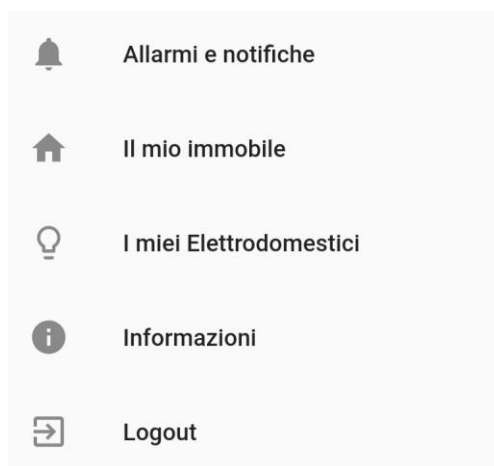 Allarmi e notifiche
Il mio immobile
I miei Elettrodomestici
Informazioni
Logout